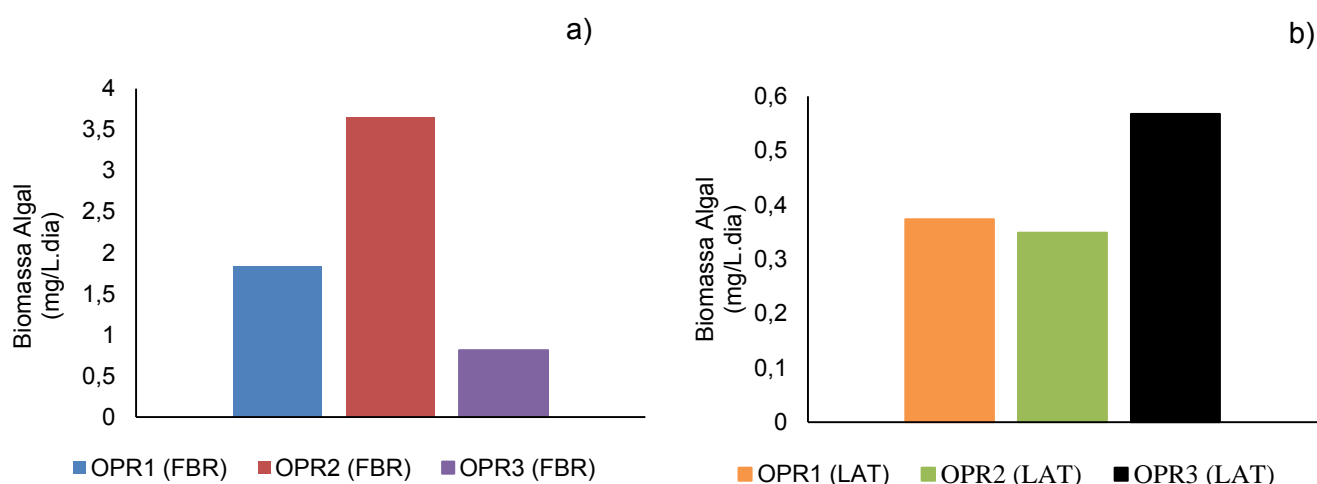 a)
Biomassa Algal
(mg/L.dia)
4
3,5
3
2,5
2
1,5
1
0,5
0
OPR1 (FBR) OPR2 (FBR) OPR3 (FBR)
b)
Biomassa Algal
(mg/L.dia)
0,6
0,5
0,4
0,3
0,2
0,1
0
OPR1 (LAT) OPR2 (LAT) OPR3 (LAT)